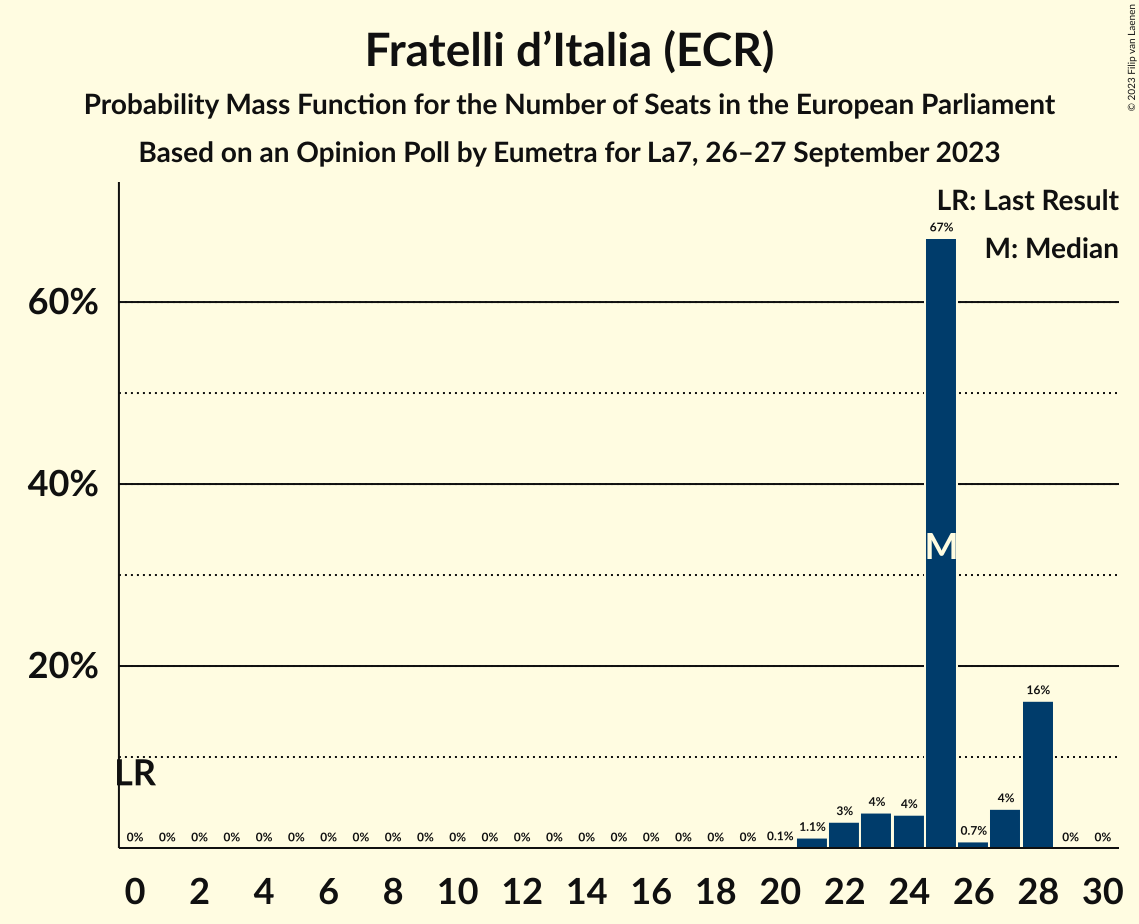 Fratelli d’Italia (ECR)
Probability Mass Function for the Number of Seats in the European Parliament
Based on an Opinion Poll by Eumetra for La7, 26–27 September 2023
© 2023 Filip van Laenen
LR: Last Result
M: Median
67%
60%
40%
M
20%
16%
LR
0% 0% 0% 0% 0% 0% 0% 0% 0% 0% 0% 0% 0% 0% 0% 0% 0% 0% 0% 0% 0.1% 1.1% 3% 4% 4% 0.7% 4% 0% 0%
0 2 4 6 8 10 12 14 16 18 20 22 24 26 28 30